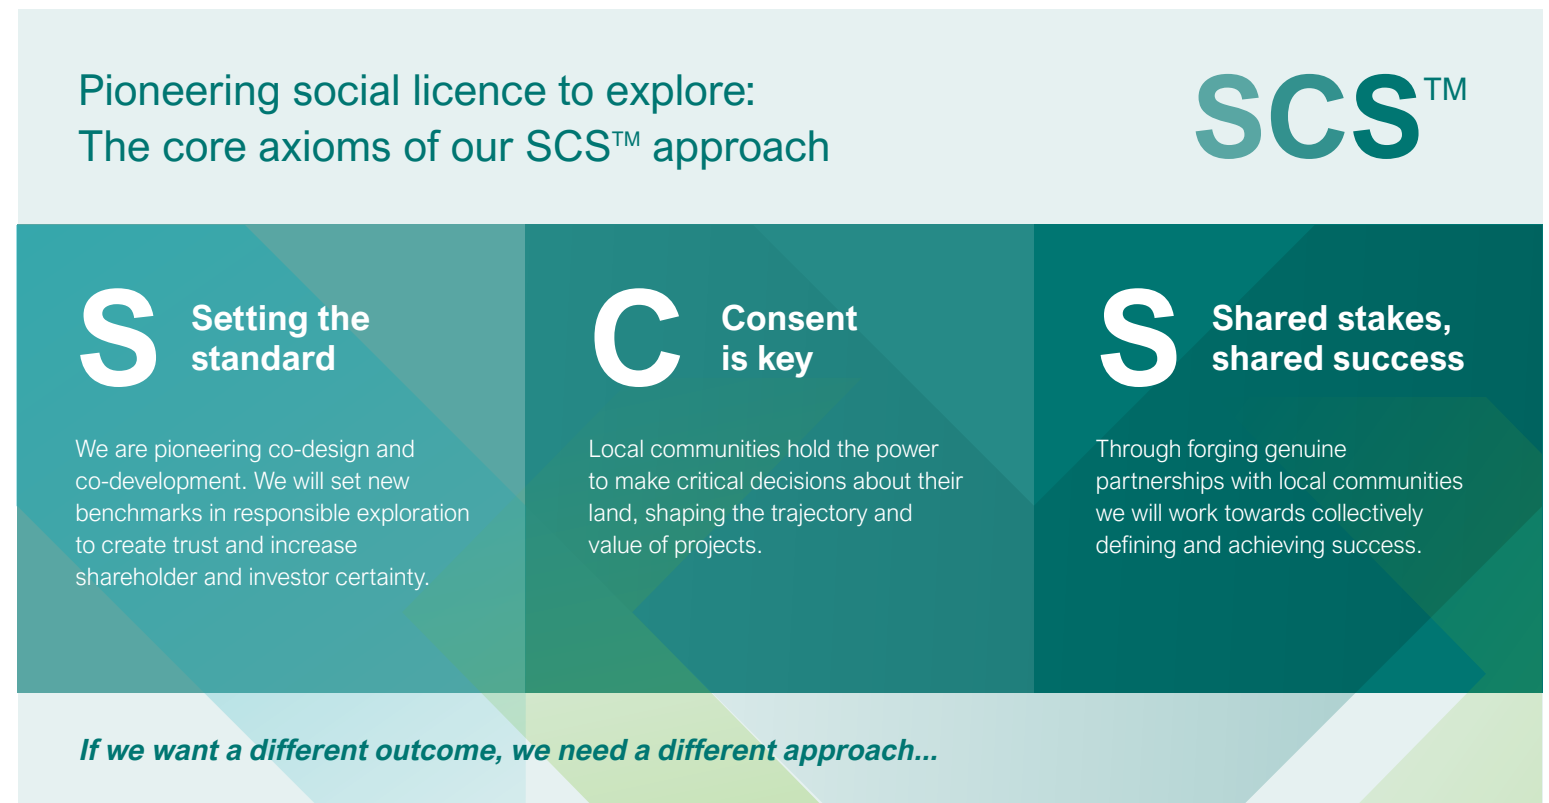 Pioneering social licence to explore:
The core axioms of our SCS™ approach
SCS™
S
Setting the
standard
We are pioneering co-design and
co-development. We will set new
benchmarks in responsible exploration
to create trust and increase
shareholder and investor certainty.
C
Consent
is key
Local communities hold the power
to make critical decisions about their
land, shaping the trajectory and
value of projects.
S
Shared stakes,
shared success
Through forging genuine
partnerships with local communities
we will work towards collectively
defining and achieving success.
If we want a different outcome, we need a different approach...